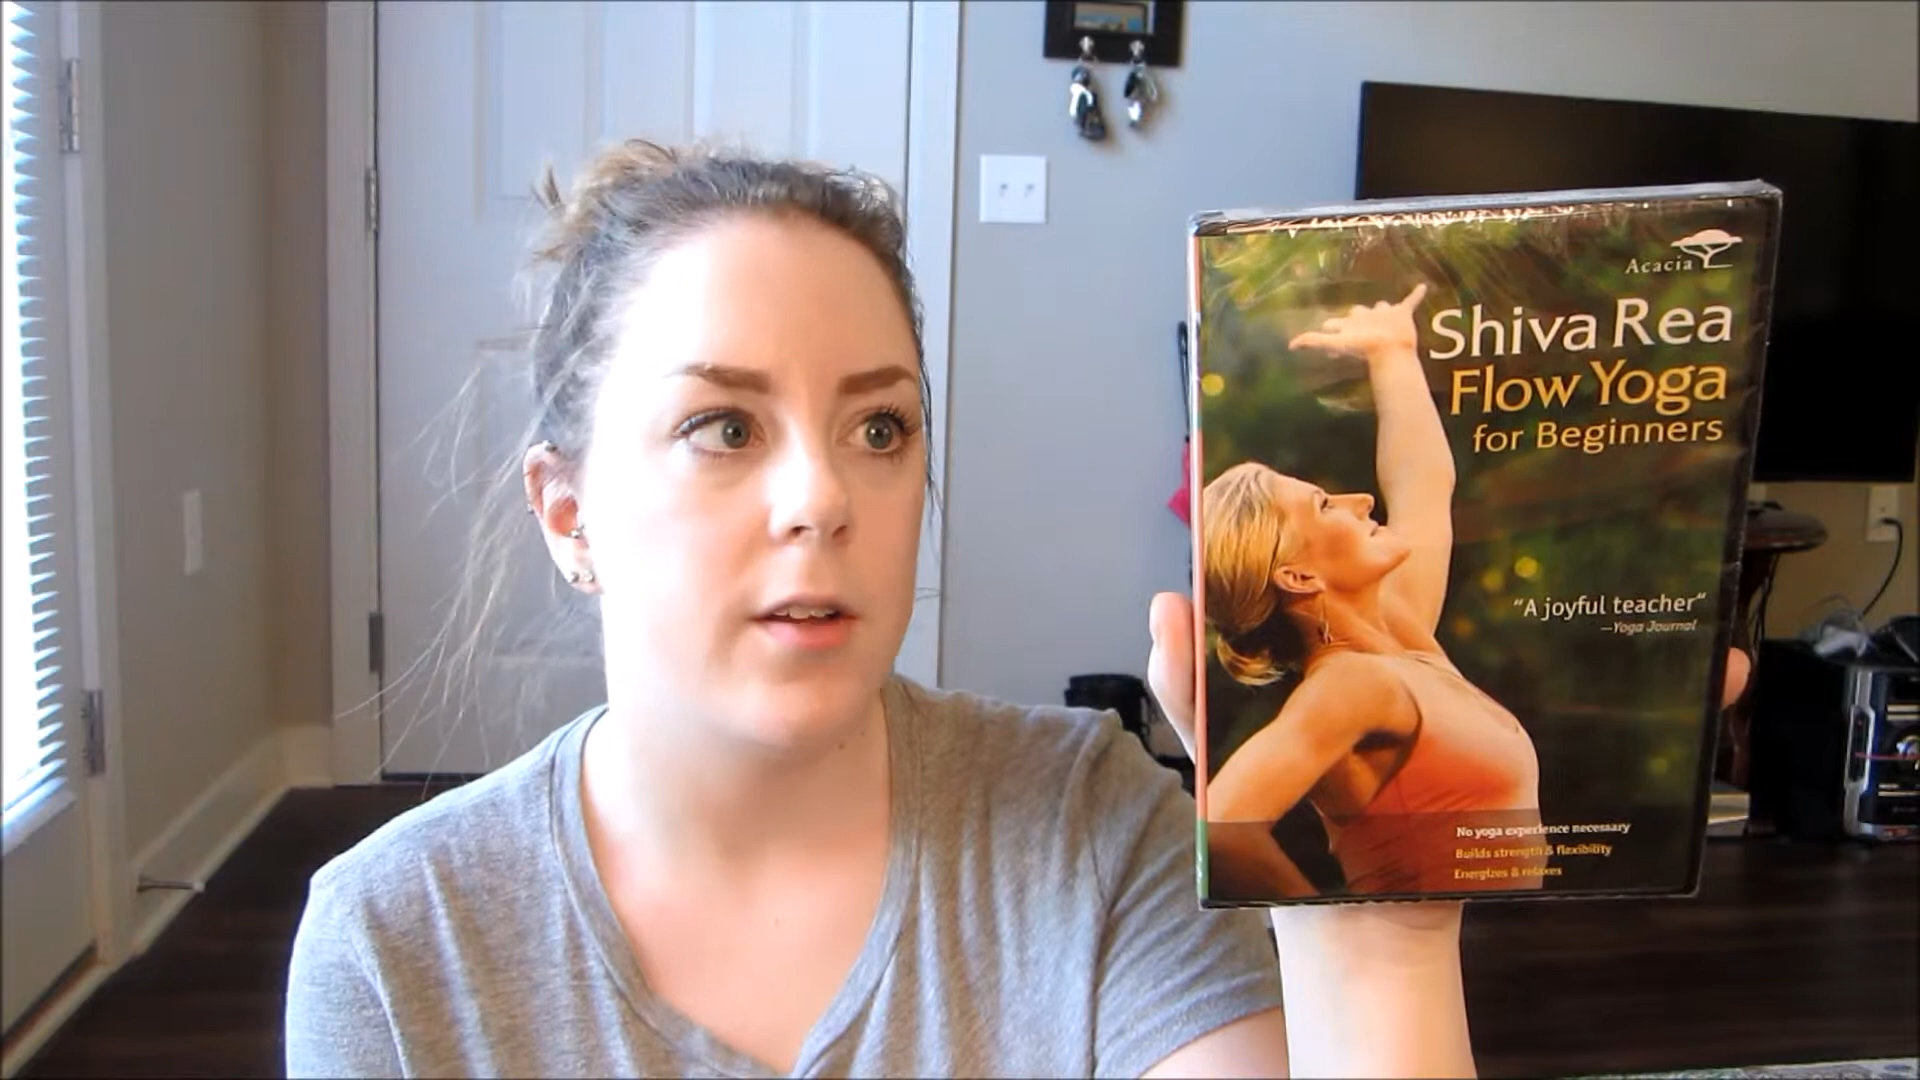 Acacia
Shiva Rea
Flow Yoga
for Beginners
"A joyful teacher"
—Yoga Journal
No yoga experience necessary
Builds strength & flexibility
Energizes & relaxes